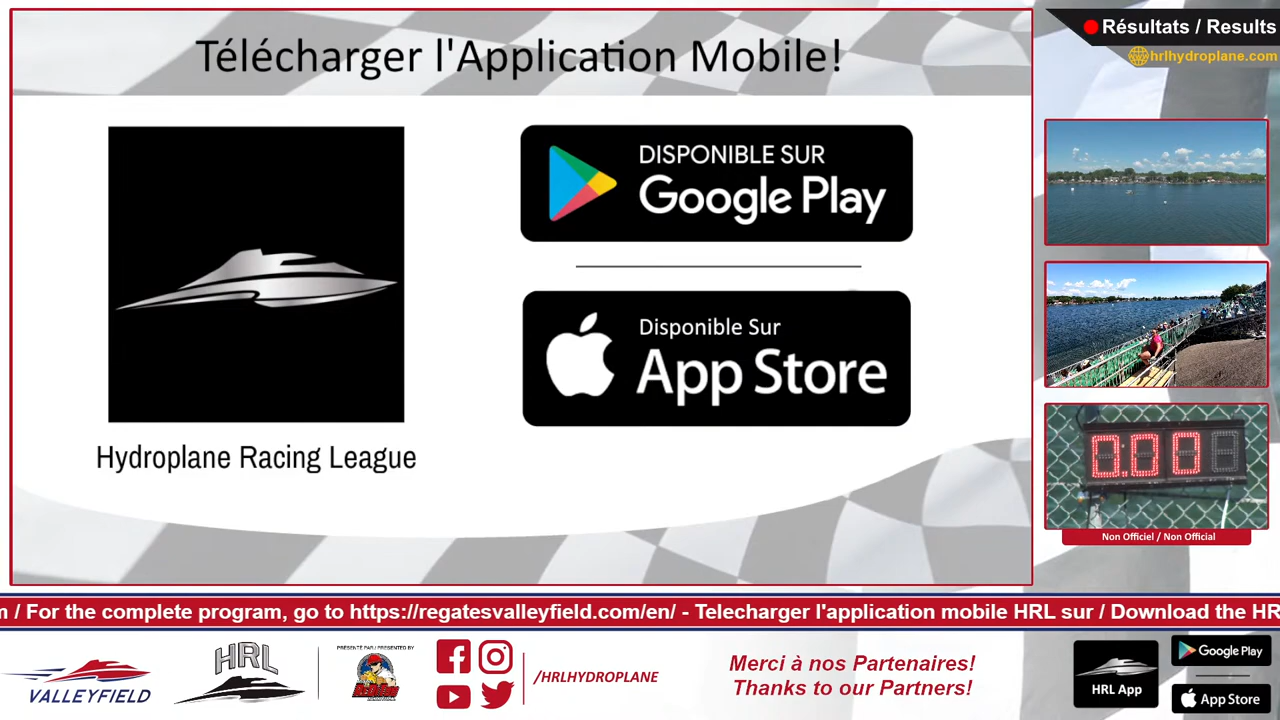 Télécharger l'Application Mobile!
Hydroplane Racing League
DISPONIBLE SUR
Google Play
Disponible Sur
App Store
Résultats / Results
hrlhydroplane.com
0.00
Non Officiel / Non Official
/ For the complete program, go to https://regatesvalleyfield.com/en/ - Telecharger l'application mobile HRL sur / Download the HR
VALLEYFIELD
HRL
PRÉSENTÉ PAR / PRESENTED BY
/HRLHYDROPLANE
Merci à nos Partenaires!
Thanks to our Partners!
HRL App
Google Play
App Store